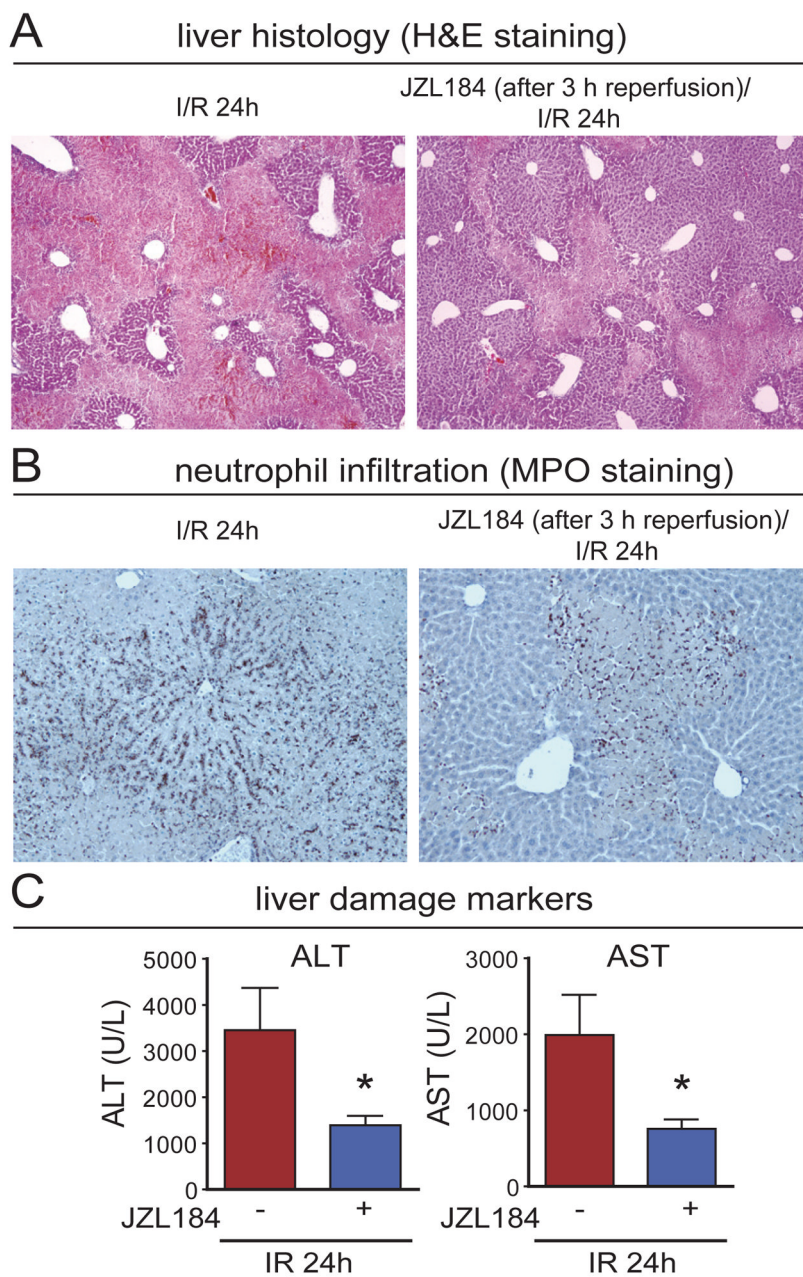 A liver histology (H&E staining)
I/R 24h
JZL184 (after 3 h reperfusion)/
I/R 24h
B neutrophil infiltration (MPO staining)
I/R 24h
JZL184 (after 3 h reperfusion)/
I/R 24h
C liver damage markers
ALT
ALT (U/L)
5000
4000
3000
2000
1000
0
*
JZL184 - +
IR 24h
AST
AST (U/L)
3000
2000
1000
0
*
- +
IR 24h